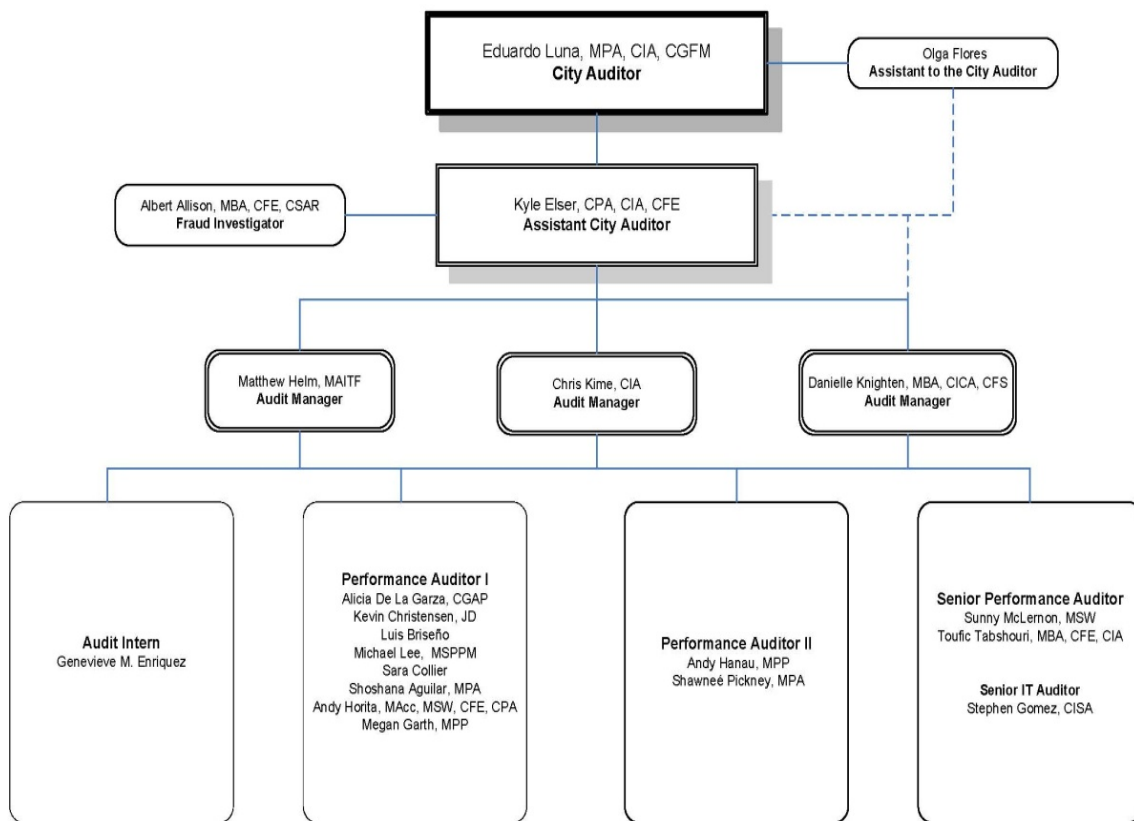 Eduardo Luna, MPA, CIA, CGFM
City Auditor
Olga Flores
Assistant to the City Auditor
Albert Allison, MBA, CFE, CSAR
Fraud Investigator
Kyle Elser, CPA, CIA, CFE
Assistant City Auditor
Matthew Helm, MAITF
Audit Manager
Chris Kime, CIA
Audit Manager
Danielle Knighten, MBA, CICA, CFS
Audit Manager
Audit Intern
Genevieve M. Enriquez
Performance Auditor I
Alicia De La Garza, CGAP
Kevin Christensen, JD
Luis Briseño
Michael Lee, MSPPM
Sara Collier
Shoshana Aguilar, MPA
Andy Horita, MAcc, MSW, CFE, CPA
Megan Garth, MPP
Performance Auditor II
Andy Hanau, MPP
Shawneé Pickney, MPA
Senior Performance Auditor
Sunny McLernon, MSW
Toufic Tabshouri, MBA, CFE, CIA
Senior IT Auditor
Stephen Gomez, CISA